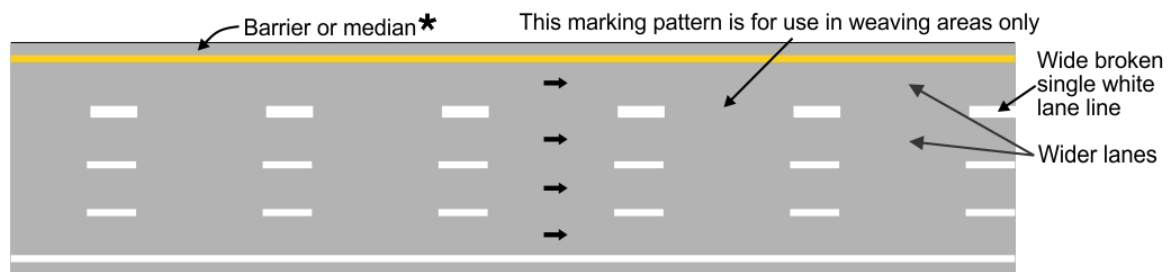 Barrier or median*
This marking pattern is for use in weaving areas only
Wide broken
single white
lane line
Wider lanes